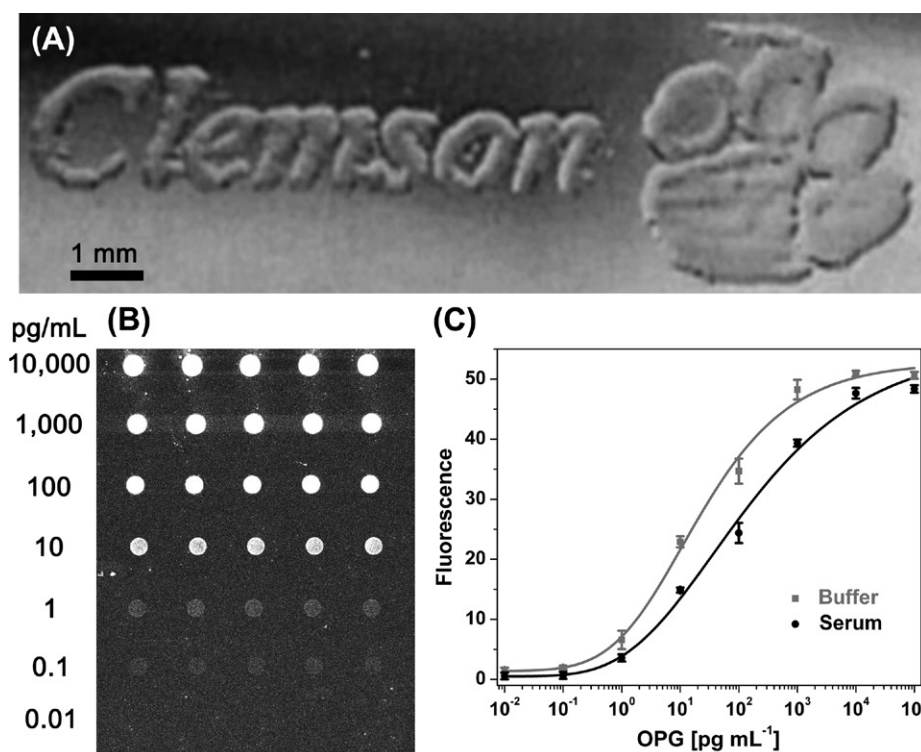 (A)
Clemson
1 mm
(B)
pg/mL
10,000
1,000
100
10
1
0.1
0.01
(C)
Fluorescence
50
40
30
20
10
0
Buffer
Serum
10⁻² 10⁻¹ 10⁰ 10¹ 10² 10³ 10⁴ 10
OPG [pg mL⁻¹]